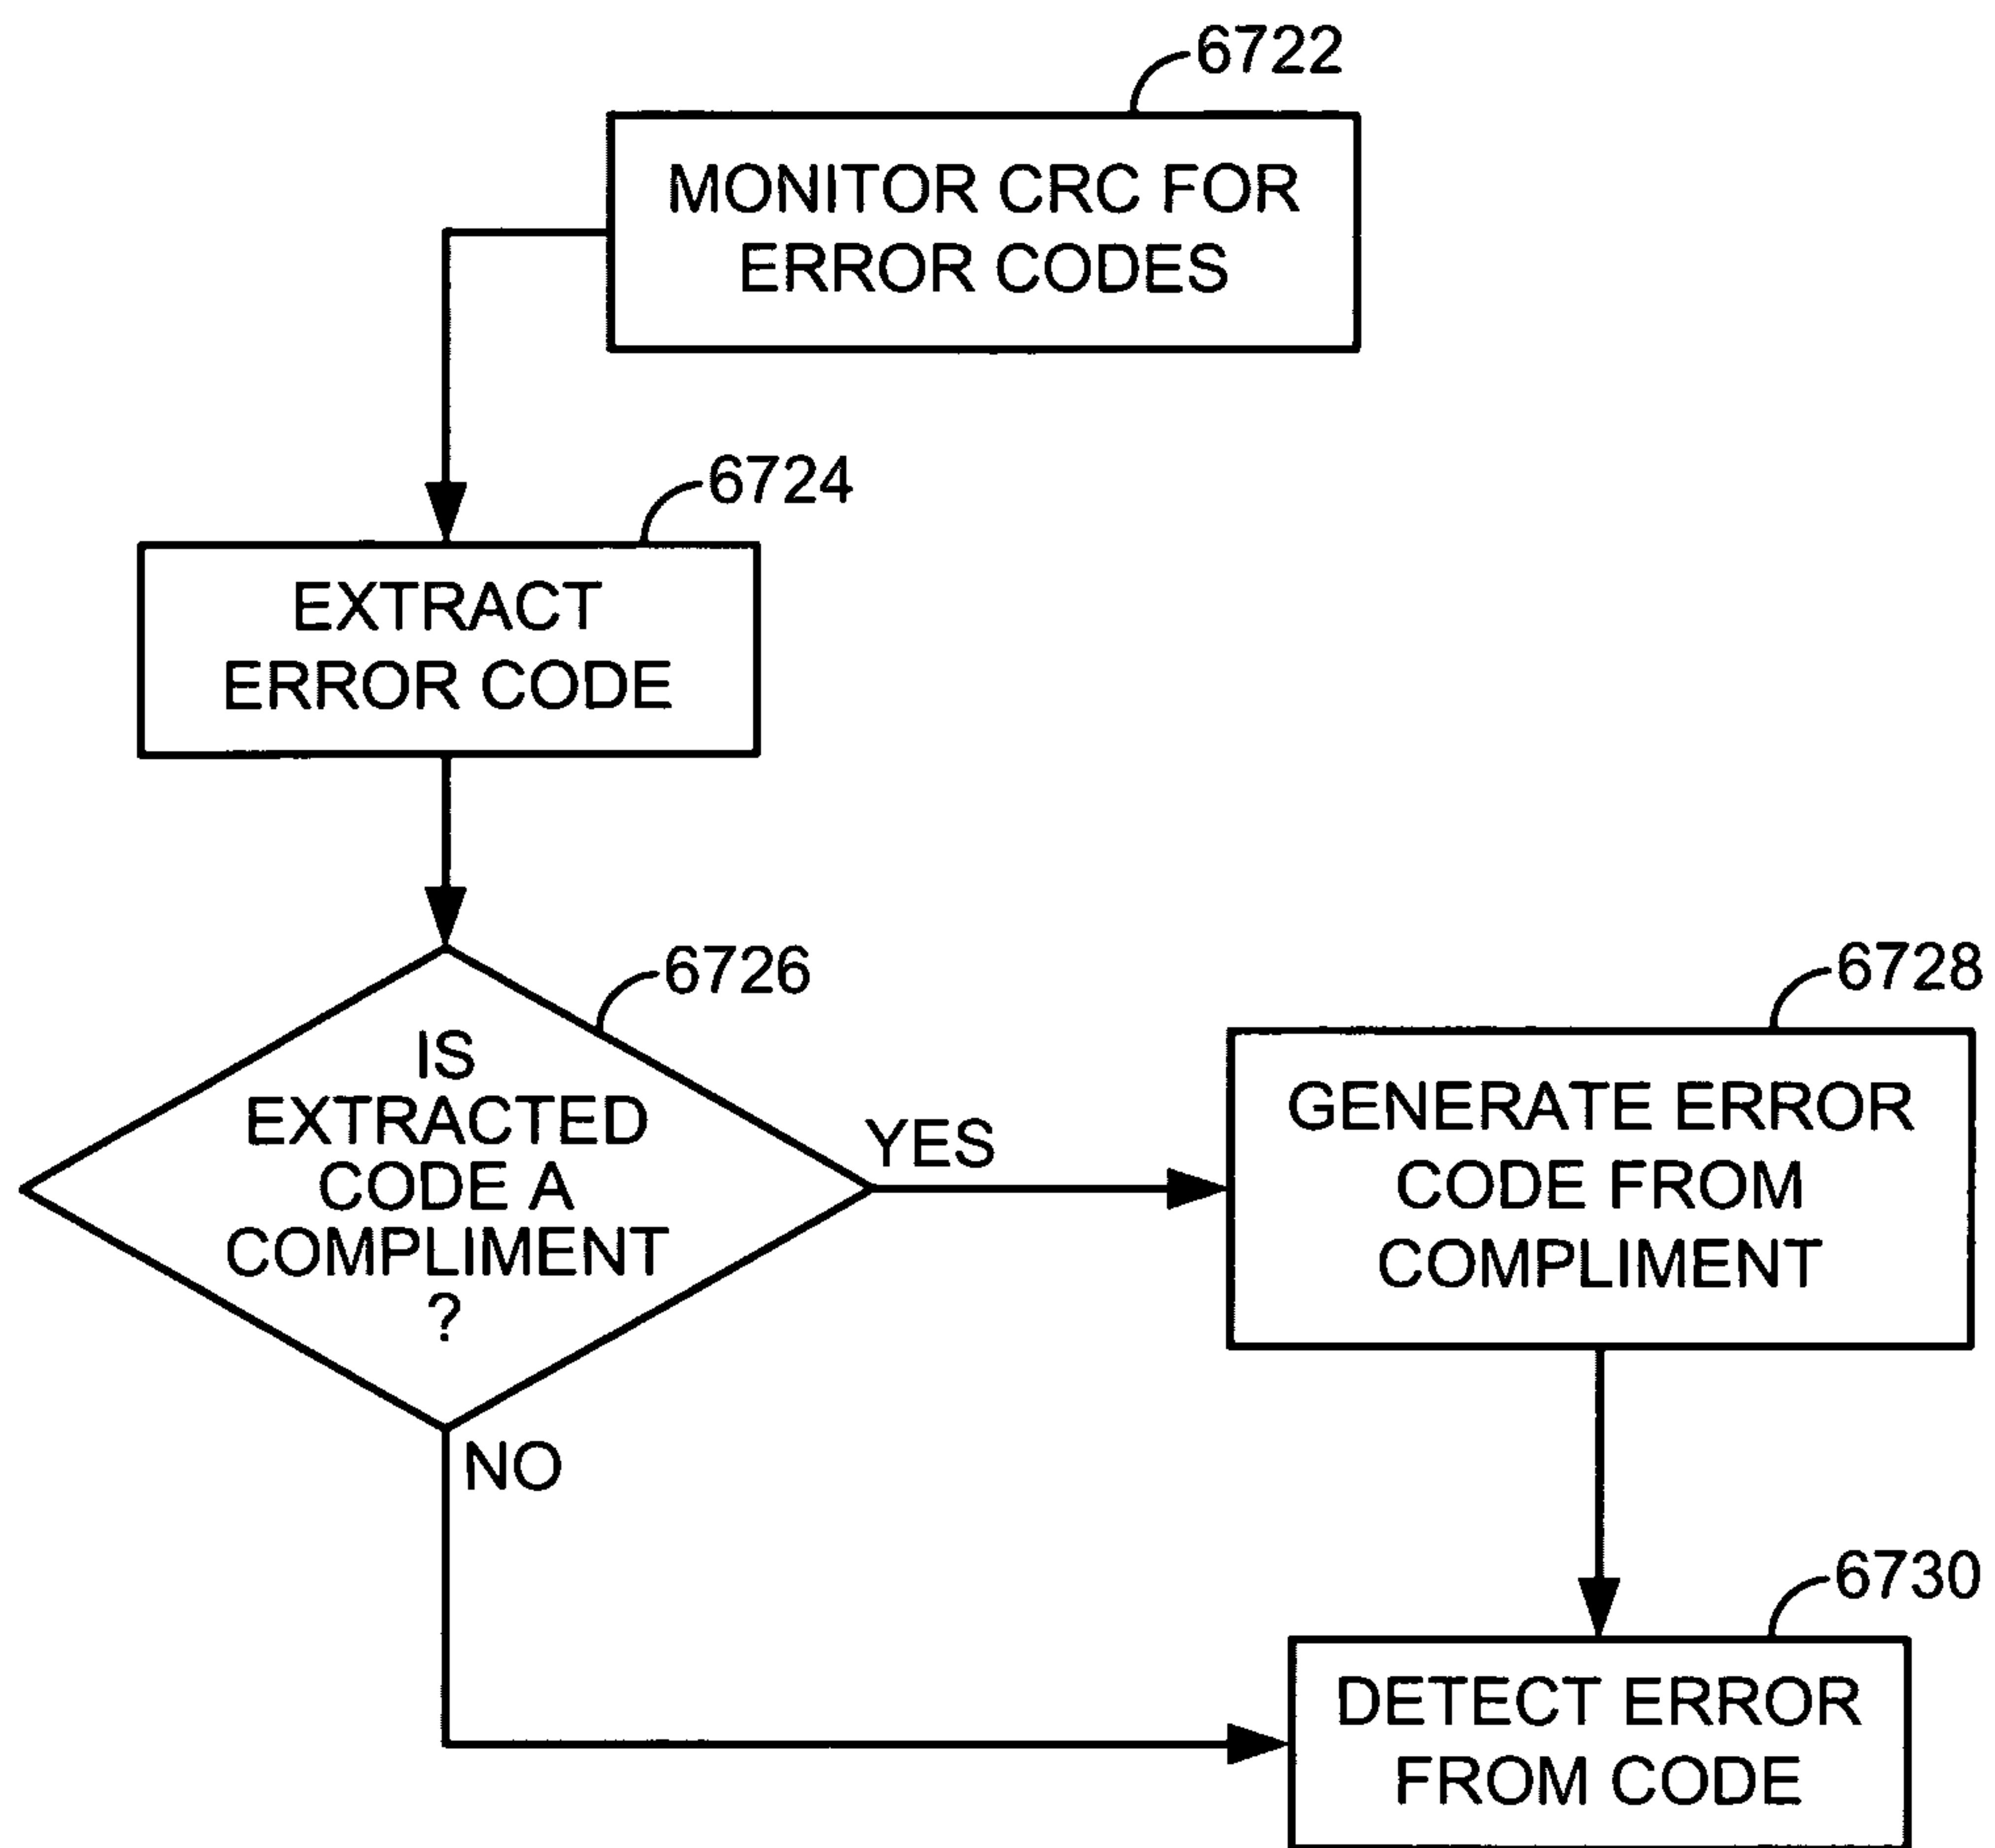 6722
MONITOR CRC FOR
ERROR CODES
6724
EXTRACT
ERROR CODE
6726
IS
EXTRACTED
CODE A
COMPLIMENT
?
YES
NO
6728
GENERATE ERROR
CODE FROM
COMPLIMENT
6730
DETECT ERROR
FROM CODE